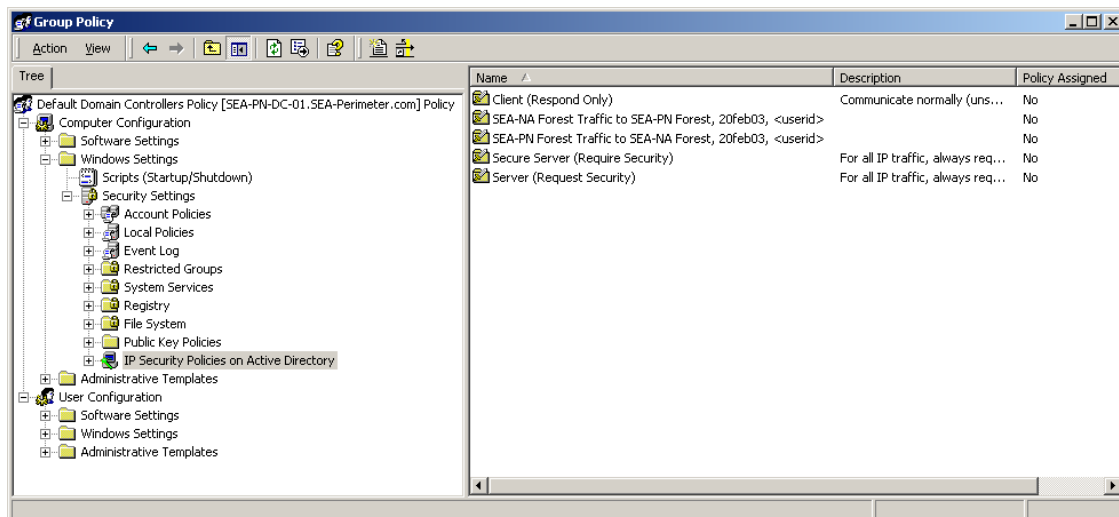 Group Policy
Action View
Tree
Name Description Policy Assigned
Default Domain Controllers Policy [SEA-PN-DC-01.SEA-Perimeter.com] Policy
Computer Configuration
Software Settings
Windows Settings
Scripts (Startup/Shutdown)
Security Settings
Account Policies
Local Policies
Event Log
Restricted Groups
System Services
Registry
File System
Public Key Policies
IP Security Policies on Active Directory
Administrative Templates
User Configuration
Software Settings
Windows Settings
Administrative Templates
Client (Respond Only) Communicate normally (uns... No
SEA-NA Forest Traffic to SEA-PN Forest, 20feb03, <userid> No
SEA-PN Forest Traffic to SEA-NA Forest, 20feb03, <userid> No
Secure Server (Require Security) For all IP traffic, always req... No
Server (Request Security) For all IP traffic, always req... No